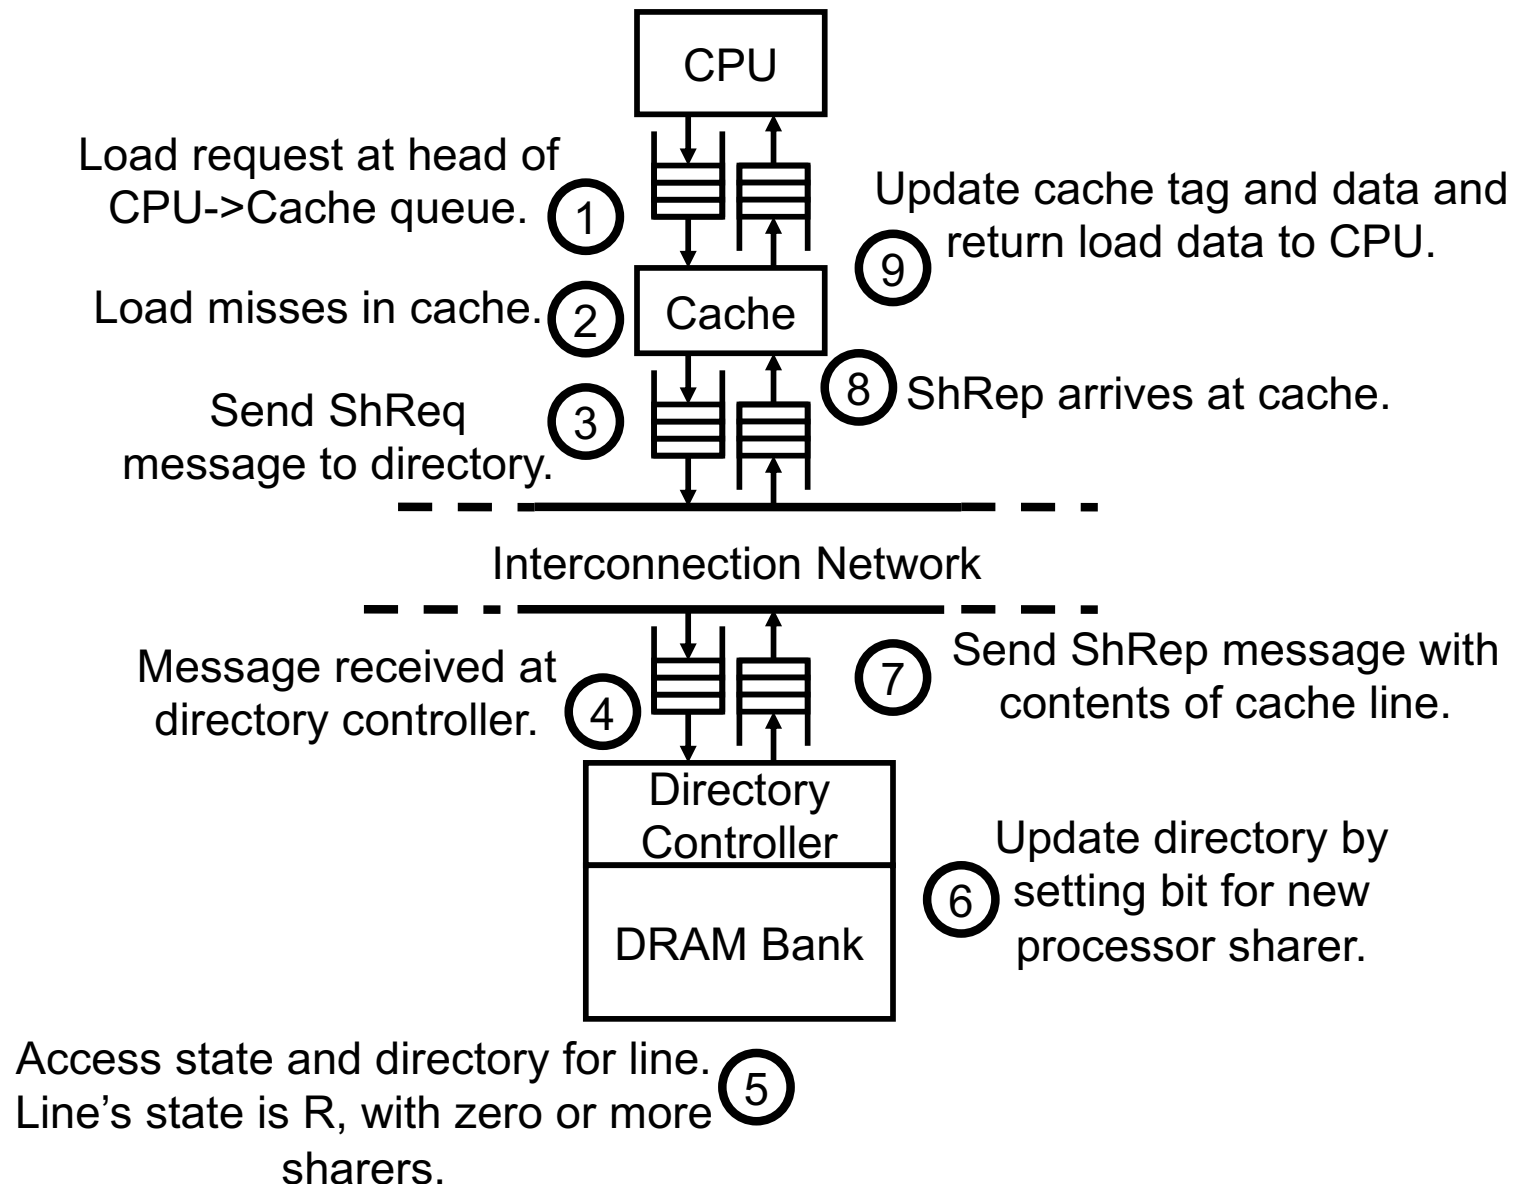 CPU
Load request at head of
CPU->Cache queue.
1
Update cache tag and data and
return load data to CPU.
9
Load misses in cache.
2
Cache
Send ShReq
message to directory.
3
8
ShRep arrives at cache.
Interconnection Network
Message received at
directory controller.
4
7
Send ShRep message with
contents of cache line.
Directory
Controller
DRAM Bank
6
Update directory by
setting bit for new
processor sharer.
Access state and directory for line.
Line’s state is R, with zero or more
sharers.
5